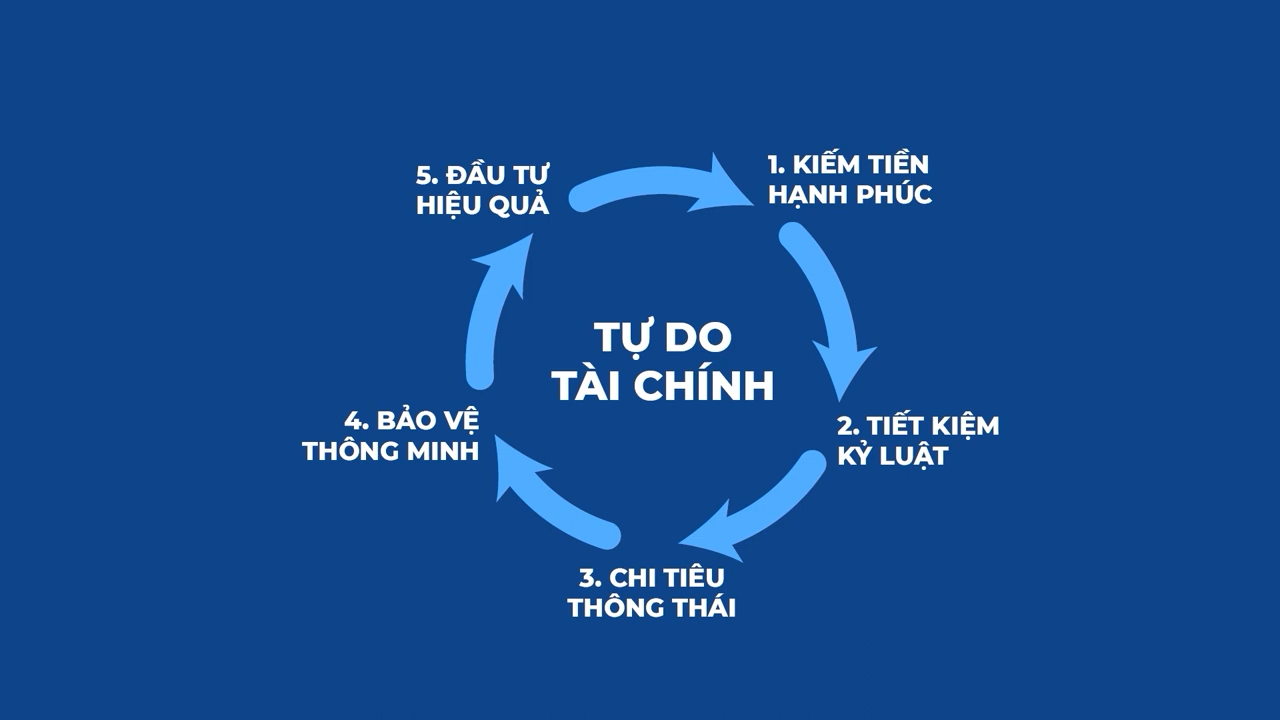 TỰ DO
TÀI CHÍNH
1. KIẾM TIỀN
HẠNH PHÚC
2. TIẾT KIỆM
KỶ LUẬT
3. CHI TIÊU
THÔNG THÁI
4. BẢO VỆ
THÔNG MINH
5. ĐẦU TƯ
HIỆU QUẢ